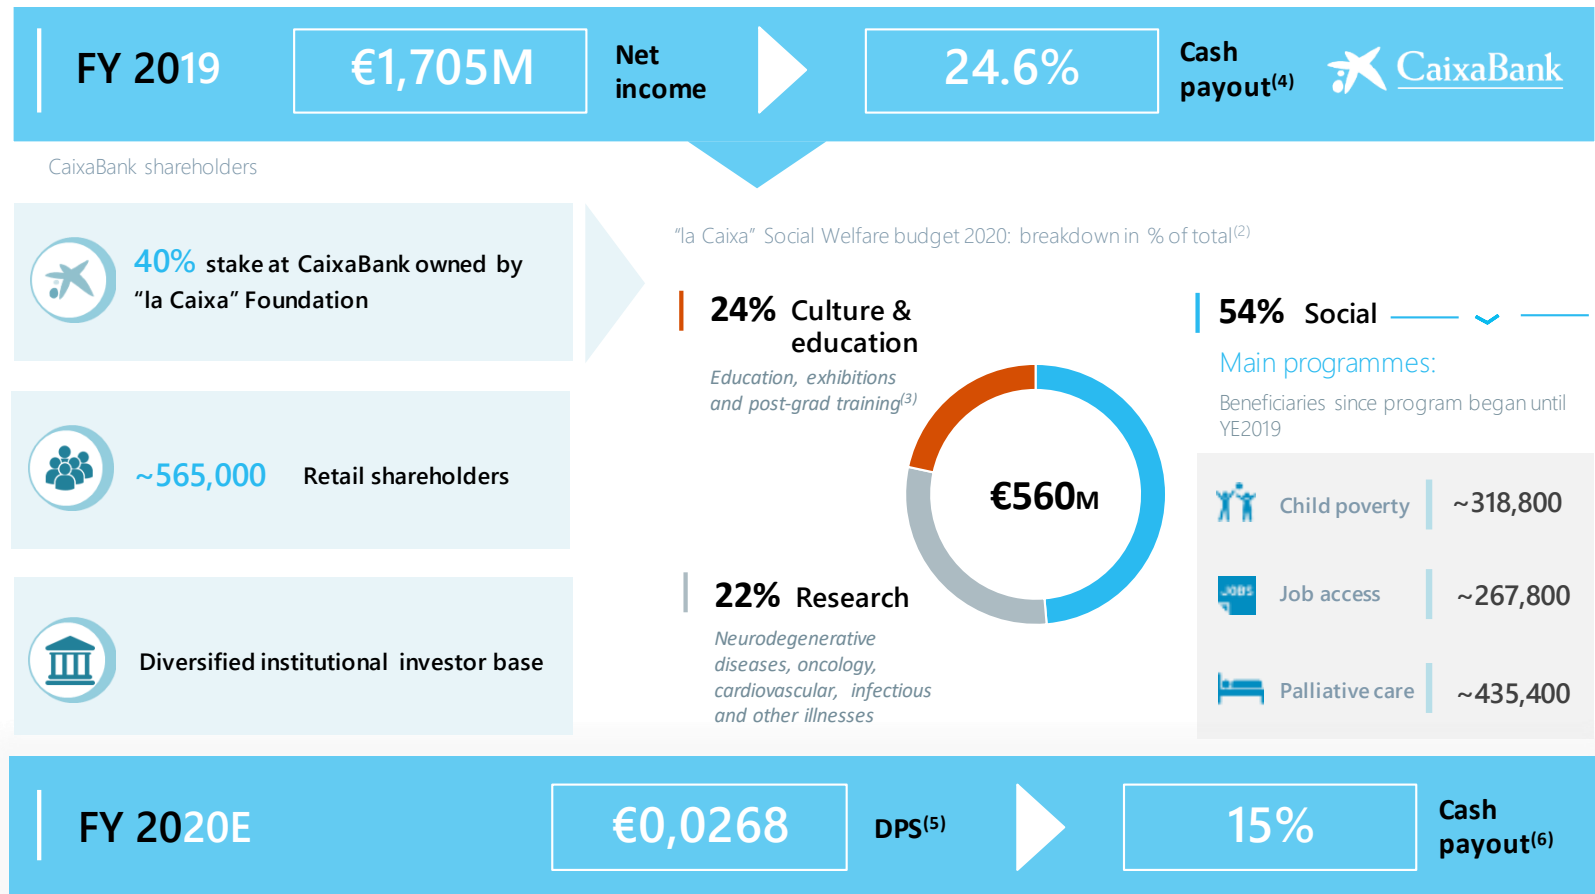 FY 2019
€1,705M
Net
income
24.6%
Cash
payout(4)
CaixaBank
CaixaBank shareholders
40% stake at CaixaBank owned by
“la Caixa” Foundation
~565,000 Retail shareholders
Diversified institutional investor base
“la Caixa” Social Welfare budget 2020: breakdown in % of total(2)
24% Culture &
education
Education, exhibitions
and post-grad training(3)
€560M
22% Research
Neurodegenerative
diseases, oncology,
cardiovascular, infectious
and other illnesses
54% Social
Main programmes:
Beneficiaries since program began until
YE2019
Child poverty ~318,800
JOBS
Job access ~267,800
Palliative care ~435,400
FY 2020E
€0,0268
DPS(5)
15%
Cash
payout(6)